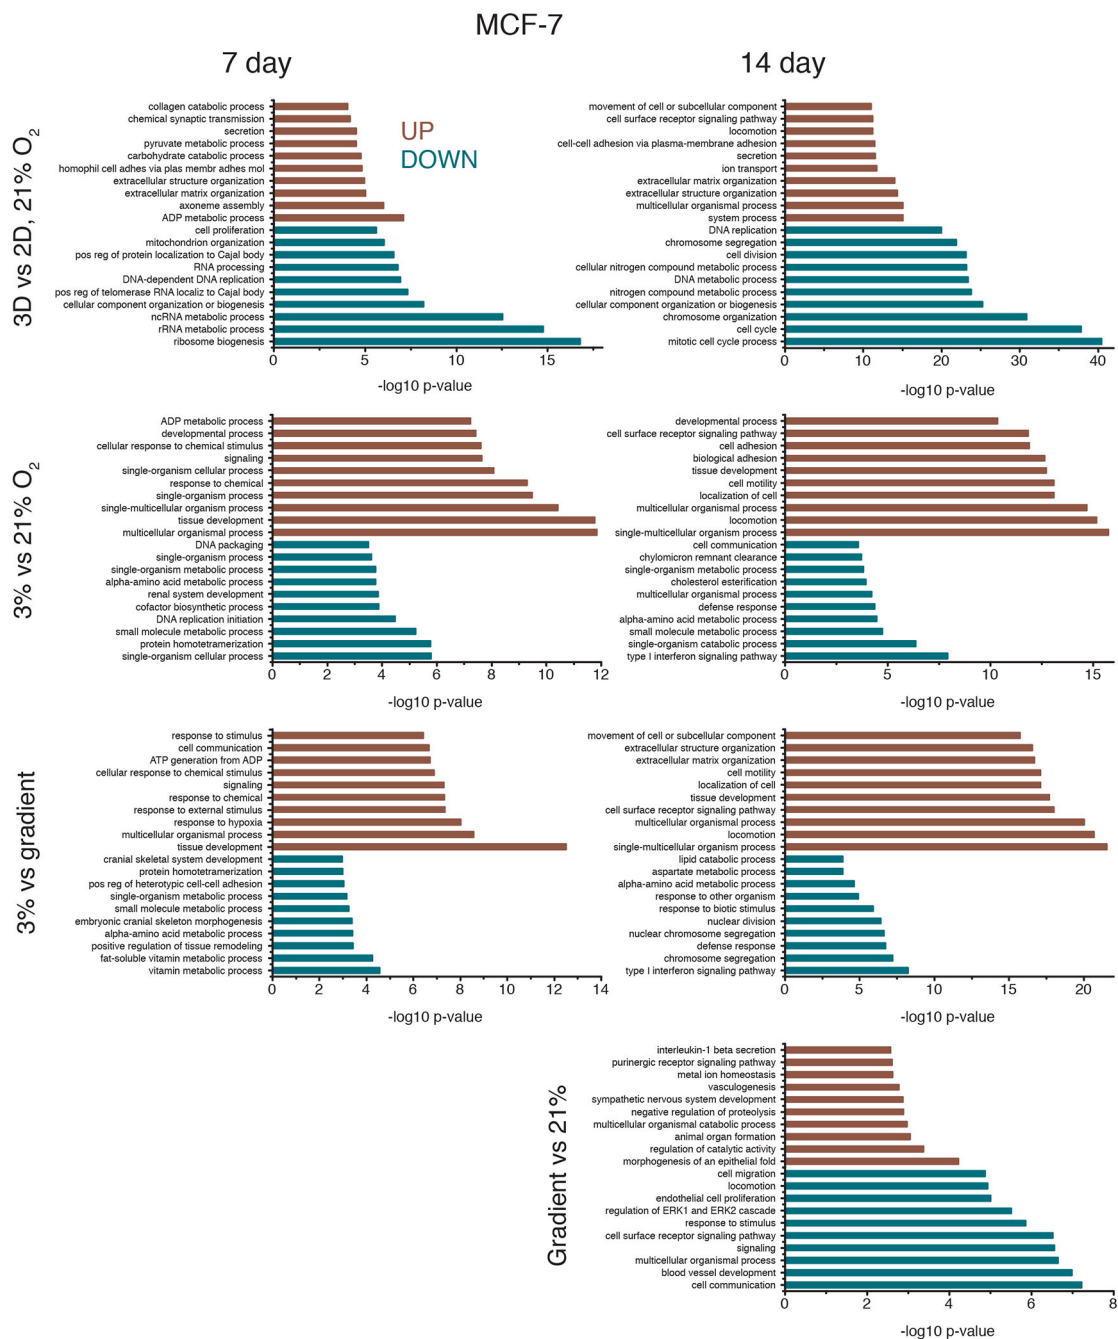 MCF-7
7 day
14 day
3D vs 2D, 21% O2
UP
DOWN
collagen catabolic process
chemical synaptic transmission
secretion
pyruvate metabolic process
carbohydrate catabolic process
homophil cell adhes via plas membr adhes mol
extracellular structure organization
extracellular matrix organization
axoneme assembly
ADP metabolic process
cell proliferation
mitochondrion organization
pos reg of protein localization to Cajal body
RNA processing
DNA-dependent DNA replication
pos reg of telomerase RNA localiz to Cajal body
cellular component organization or biogenesis
ncRNA metabolic process
rRNA metabolic process
ribosome biogenesis
0 5 10 15
-log10 p-value
movement of cell or subcellular component
cell surface receptor signaling pathway
locomotion
cell-cell adhesion via plasma-membrane adhesion
secretion
ion transport
extracellular matrix organization
extracellular structure organization
multicellular organismal process
system process
DNA replication
chromosome segregation
cell division
cellular nitrogen compound metabolic process
DNA metabolic process
nitrogen compound metabolic process
cellular component organization or biogenesis
chromosome organization
cell cycle
mitotic cell cycle process
0 10 20 30 40
-log10 p-value
3% vs 21% O2
ADP metabolic process
developmental process
cellular response to chemical stimulus
signaling
single-organism cellular process
response to chemical
single-organism process
single-multicellular organism process
tissue development
multicellular organismal process
DNA packaging
single-organism process
single-organism metabolic process
alpha-amino acid metabolic process
renal system development
cofactor biosynthetic process
DNA replication initiation
small molecule metabolic process
protein homotetramerization
single-organism cellular process
0 2 4 6 8 10 12
-log10 p-value
developmental process
cell surface receptor signaling pathway
cell adhesion
biological adhesion
tissue development
cell motility
localization of cell
multicellular organismal process
locomotion
single-multicellular organism process
cell communication
chylomicron remnant clearance
single-organism metabolic process
cholesterol esterification
multicellular organismal process
defense response
alpha-amino acid metabolic process
small molecule metabolic process
single-organism catabolic process
type I interferon signaling pathway
0 5 10 15
-log10 p-value
3% vs gradient
response to stimulus
cell communication
ATP generation from ADP
cellular response to chemical stimulus
signaling
response to chemical
response to external stimulus
response to hypoxia
multicellular organismal process
tissue development
cranial skeletal system development
protein homotetramerization
pos reg of heterotypic cell-cell adhesion
single-organism metabolic process
small molecule metabolic process
embryonic cranial skeleton morphogenesis
alpha-amino acid metabolic process
positive regulation of tissue remodeling
fat-soluble vitamin metabolic process
vitamin metabolic process
0 2 4 6 8 10 12 14
-log10 p-value
movement of cell or subcellular component
extracellular structure organization
extracellular matrix organization
cell motility
localization of cell
tissue development
cell surface receptor signaling pathway
multicellular organismal process
locomotion
single-multicellular organism process
lipid catabolic process
aspartate metabolic process
alpha-amino acid metabolic process
response to other organism
response to biotic stimulus
nuclear division
nuclear chromosome segregation
defense response
chromosome segregation
type I interferon signaling pathway
0 5 10 15 20
-log10 p-value
Gradient vs 21%
interleukin-1 beta secretion
purinergic receptor signaling pathway
metal ion homeostasis
vasculogenesis
sympathetic nervous system development
negative regulation of proteolysis
multicellular organismal catabolic process
animal organ formation
regulation of catalytic activity
morphogenesis of an epithelial fold
cell migration
locomotion
endothelial cell proliferation
regulation of ERK1 and ERK2 cascade
response to stimulus
cell surface receptor signaling pathway
signaling
multicellular organismal process
blood vessel development
cell communication
0 2 4 6 8
-log10 p-value